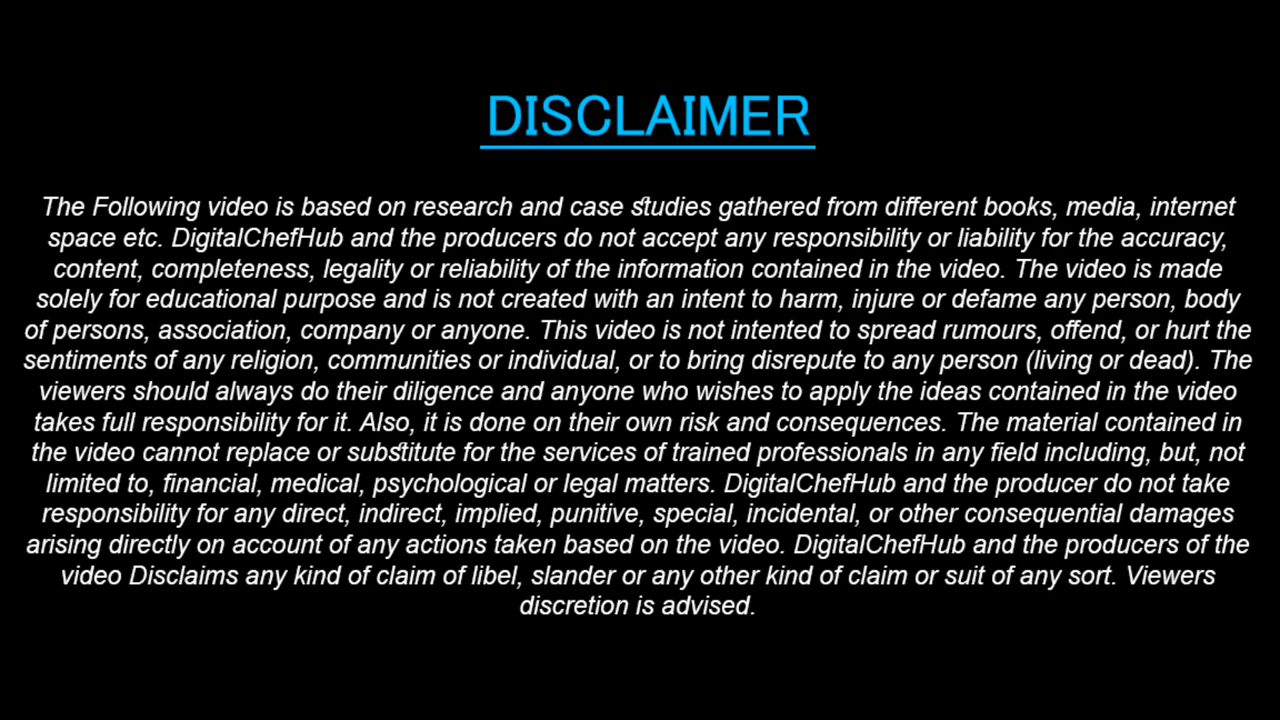 DISCLAIMER
The Following video is based on research and case studies gathered from different books, media, internet
space etc. DigitalChefHub and the producers do not accept any responsibility or liability for the accuracy,
content, completeness, legality or reliability of the information contained in the video. The video is made
solely for educational purpose and is not created with an intent to harm, injure or defame any person, body
of persons, association, company or anyone. This video is not intented to spread rumours, offend, or hurt the
sentiments of any religion, communities or individual, or to bring disrepute to any person (living or dead). The
viewers should always do their diligence and anyone who wishes to apply the ideas contained in the video
takes full responsibility for it. Also, it is done on their own risk and consequences. The material contained in
the video cannot replace or substitute for the services of trained professionals in any field including, but, not
limited to, financial, medical, psychological or legal matters. DigitalChefHub and the producer do not take
responsibility for any direct, indirect, implied, punitive, special, incidental, or other consequential damages
arising directly on account of any actions taken based on the video. DigitalChefHub and the producers of the
video Disclaims any kind of claim of libel, slander or any other kind of claim or suit of any sort. Viewers
discretion is advised.